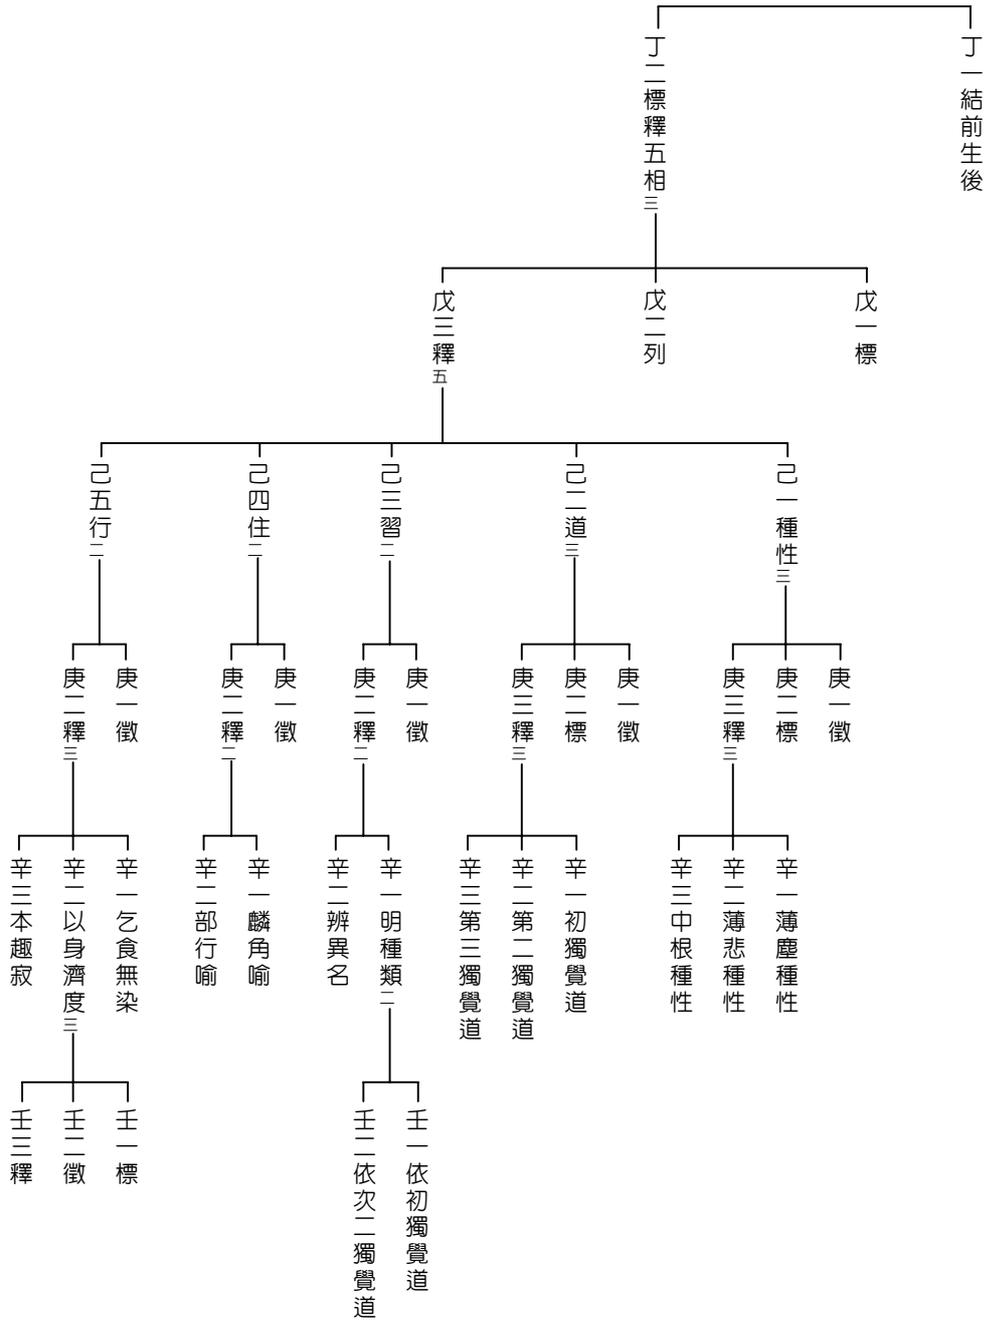 丁一結前生後
丁二標釋五相三
戊一標
戊二列
戊三釋五
己一種性三
己二道三
己三習二
己四住二
己五行二
庚一徵
庚二標
庚三釋三
庚一徵
庚二標
庚三釋三
庚一徵
庚二釋二
庚一徵
庚二釋二
庚一徵
庚二釋三
辛一薄塵種性
辛二薄悲種性
辛三中根種性
辛一初獨覺道
辛二第二獨覺道
辛三第三獨覺道
辛一明種類二
辛二辨異名
辛一麟角喻
辛二部行喻
辛一乞食無染
辛二以身濟度三
辛三本趣寂
壬一依初獨覺道
壬二依次二獨覺道
壬一標
壬二徵
壬三釋